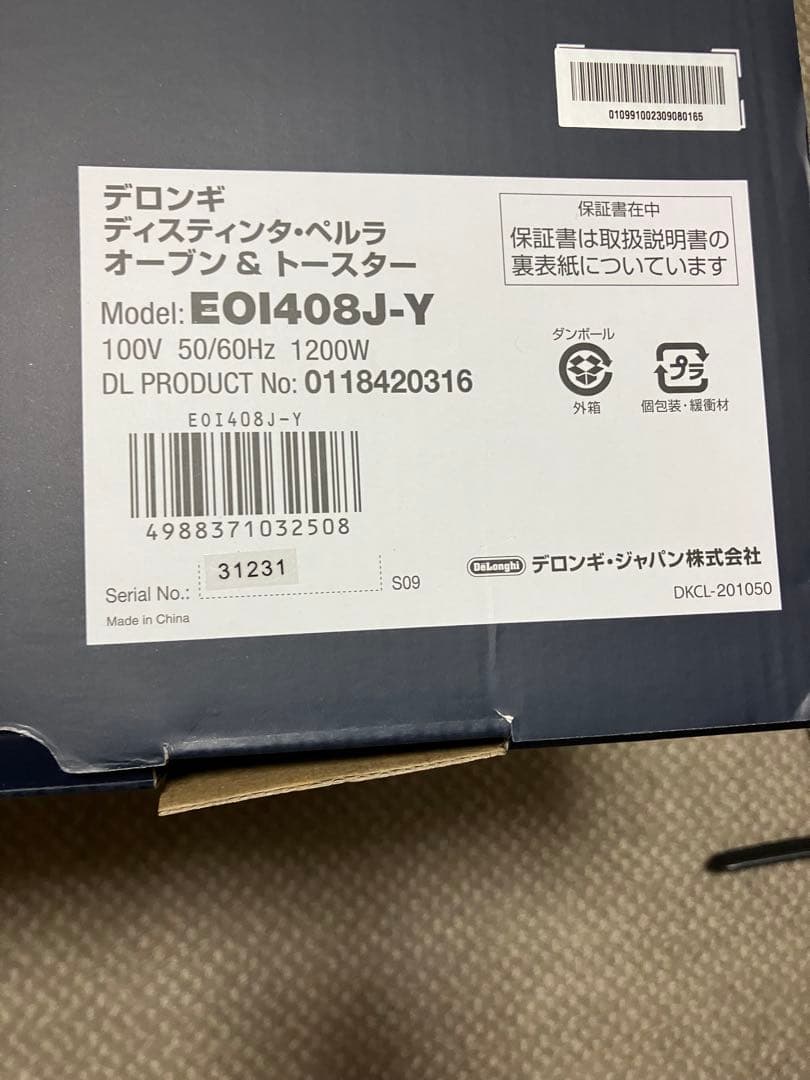 010991002309080165
デロンギ
ディスティンタ・ペルラ
オーブン & トースター
Model: EOI408J-Y
100V 50/60Hz 1200W
DL PRODUCT No: 0118420316
EOI408J-Y
4988371032508
Serial No.: 31231
S09
Made in China
保証書在中
保証書は取扱説明書の
裏表紙についています
ダンボール
外箱
プラ
個包装・緩衝材
DeLonghi デロンギ・ジャパン株式会社
DKCL-201050